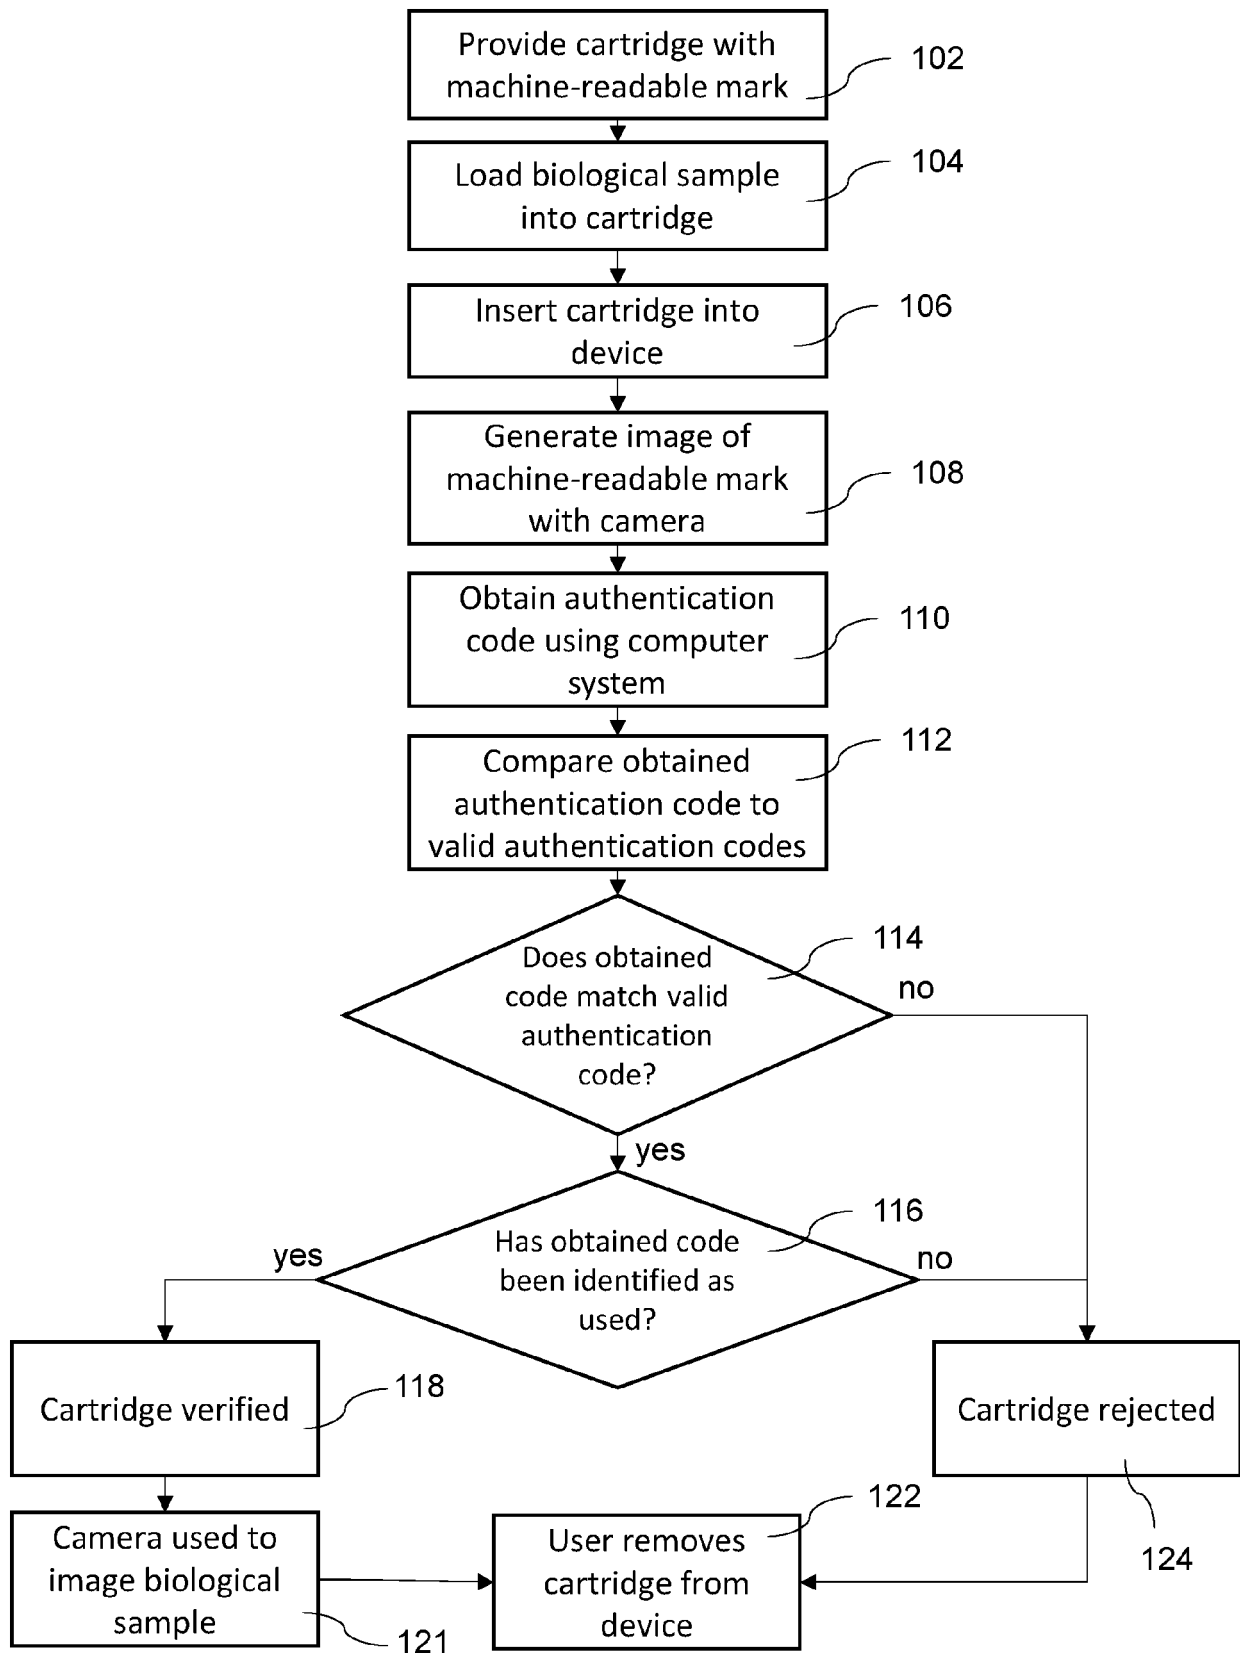 Provide cartridge with
machine-readable mark
102
Load biological sample
into cartridge
104
Insert cartridge into
device
106
Generate image of
machine-readable mark
with camera
108
Obtain authentication
code using computer
system
110
Compare obtained
authentication code to
valid authentication codes
112
Does obtained
code match valid
authentication
code?
114
no
yes
Has obtained code
been identified as
used?
116
yes
no
Cartridge verified
118
Cartridge rejected
124
Camera used to
image biological
sample
121
User removes
cartridge from
device
122